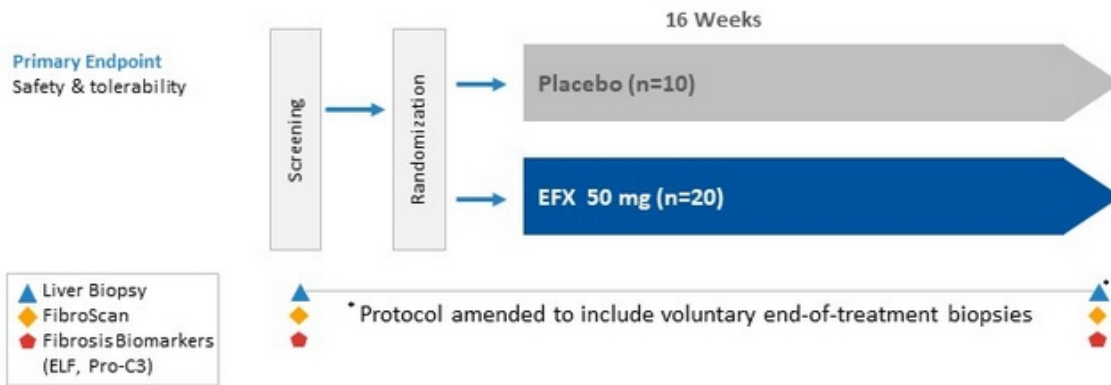 16 Weeks
Primary Endpoint
Safety & tolerability
Screening
Randomization
Placebo (n=10)
EFX 50 mg (n=20)
Liver Biopsy
FibroScan
Fibrosis Biomarkers
(ELF, Pro-C3)
*Protocol amended to include voluntary end-of-treatment biopsies
*